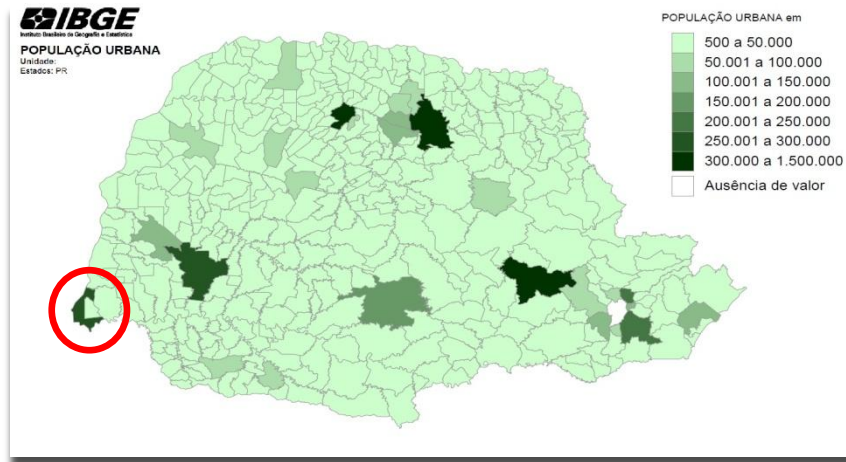 IBGE
Instituto Brasileiro de Geografia e Estatística
POPULAÇÃO URBANA
Unidade:
Estados: PR
POPULAÇÃO URBANA em
500 a 50.000
50.001 a 100.000
100.001 a 150.000
150.001 a 200.000
200.001 a 250.000
250.001 a 300.000
300.000 a 1.500.000
Ausência de valor